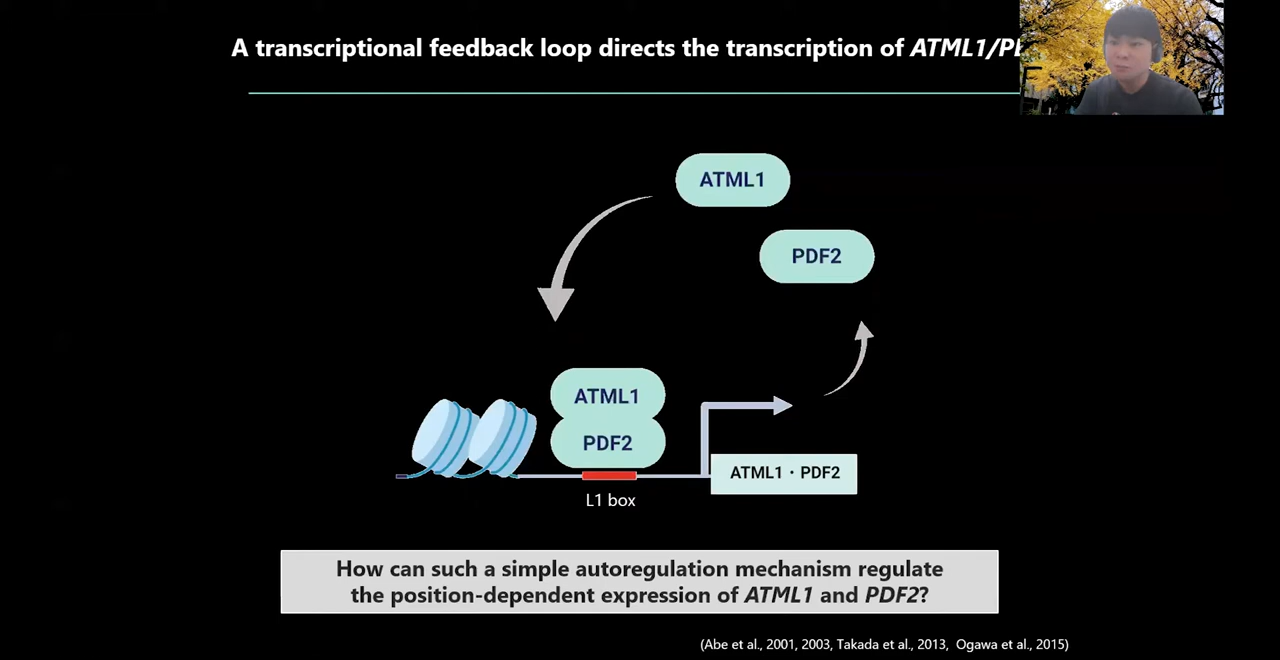 A transcriptional feedback loop directs the transcription of ATML1/
ATML1
PDF2
ATML1
PDF2
ATML1・PDF2
L1 box
How can such a simple autoregulation mechanism regulate
the position-dependent expression of ATML1 and PDF2?
(Abe et al., 2001, 2003, Takada et al., 2013, Ogawa et al., 2015)